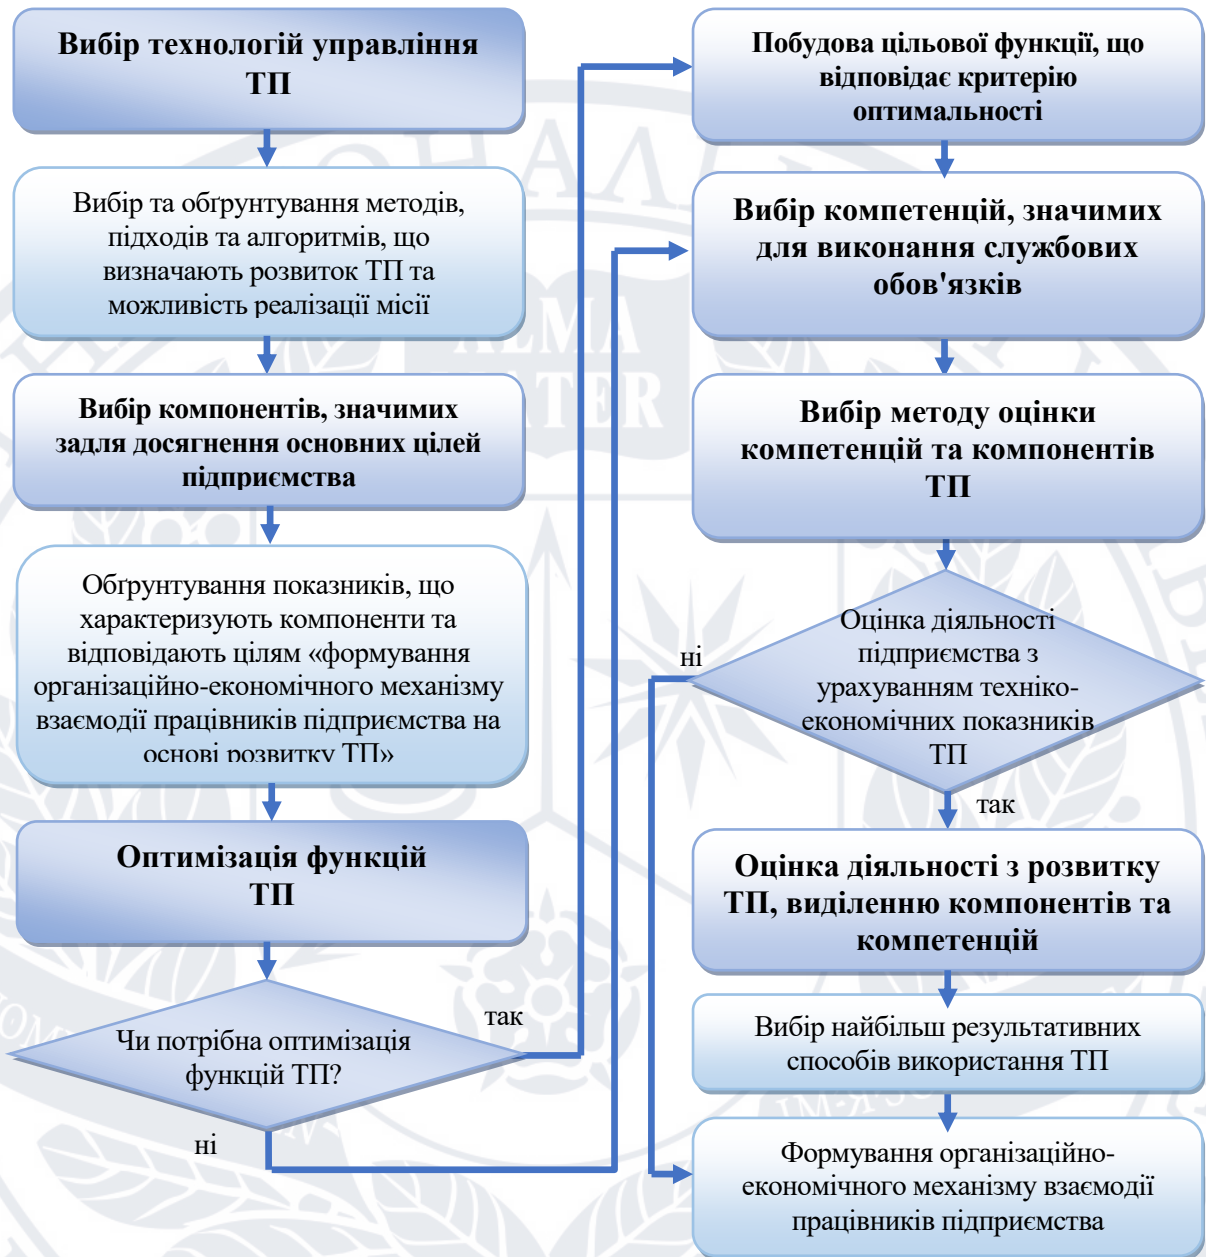 Вибір технологій управління
ТП
Вибір та обґрунтування методів,
підходів та алгоритмів, що
визначають розвиток ТП та
можливість реалізації місії
Вибір компонентів, значимих
задля досягнення основних цілей
підприємства
Обґрунтування показників, що
характеризують компоненти та
відповідають цілям «формування
організаційно-економічного механізму
взаємодії працівників підприємства на
основі розвитку ТП»
Оптимізація функцій
ТП
Чи потрібна оптимізація
функцій ТП?
так
ні
Побудова цільової функції, що
відповідає критерію
оптимальності
Вибір компетенцій, значимих
для виконання службових
обов'язків
Вибір методу оцінки
компетенцій та компонентів
ТП
Оцінка діяльності
підприємства з
урахуванням техніко-
економічних показників
ТП
ні
так
Оцінка діяльності з розвитку
ТП, виділенню компонентів та
компетенцій
Вибір найбільш результативних
способів використання ТП
Формування організаційно-
економічного механізму взаємодії
працівників підприємства
ALMA
MATER